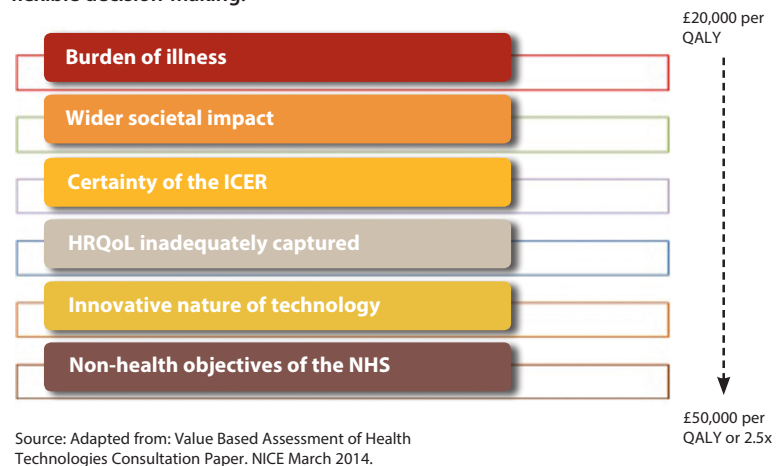 £20,000 per
QALY
Burden of illness
Wider societal impact
Certainty of the ICER
HRQoL inadequately captured
Innovative nature of technology
Non-health objectives of the NHS
£50,000 per
QALY or 2.5x
Source: Adapted from: Value Based Assessment of Health
Technologies Consultation Paper. NICE March 2014.